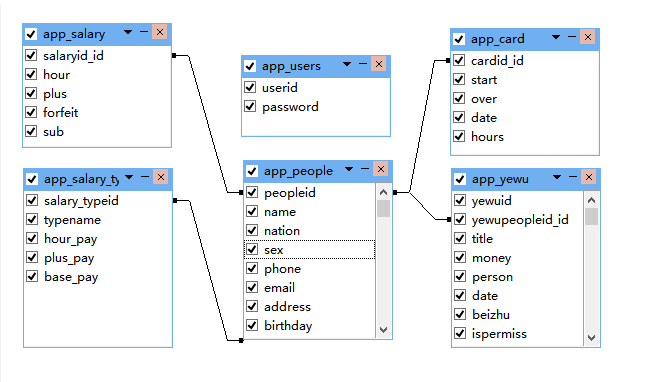 app_salary
salaryid_id
hour
plus
forfeit
sub
app_users
userid
password
app_card
cardid_id
start
over
date
hours
app_salary_ty
salary_typeid
typename
hour_pay
plus_pay
base_pay
app_people
peopleid
name
nation
sex
phone
email
address
birthday
app_yewu
yewuid
yewupeopleid_id
title
money
person
date
beizhu
ispermiss